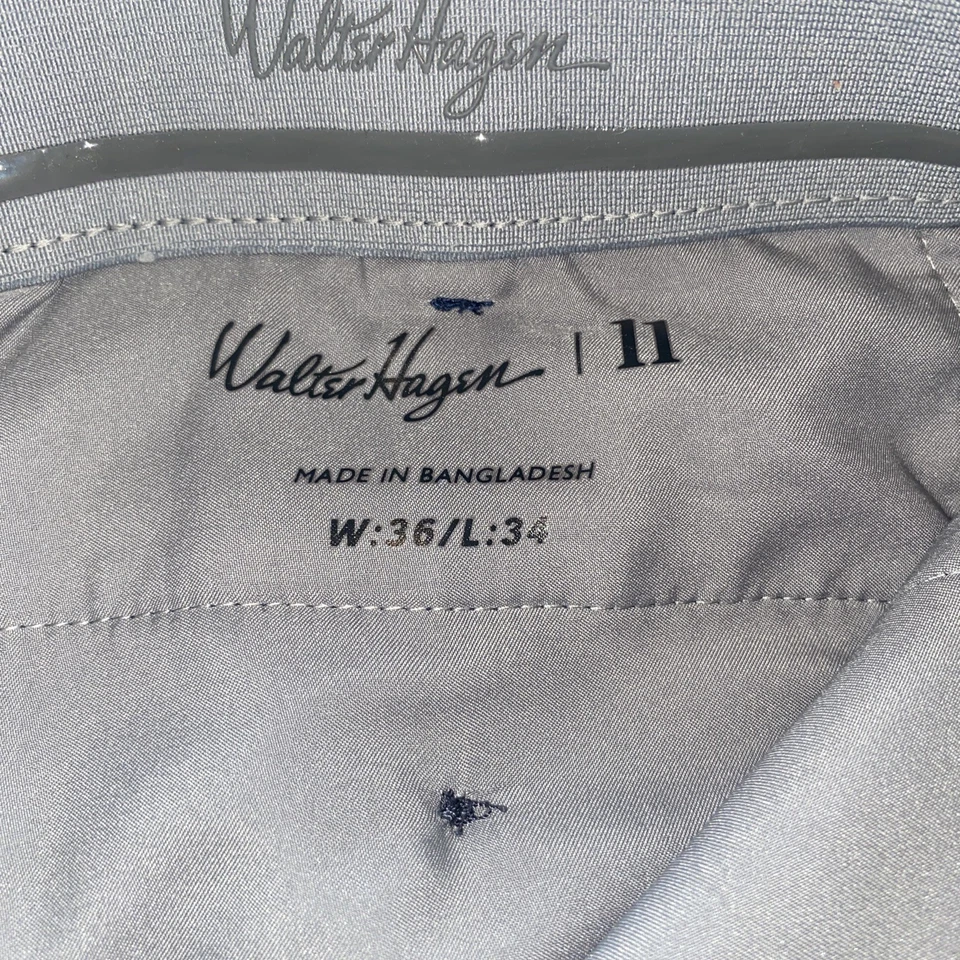 Walter Hagen
Walter Hagen | 11
MADE IN BANGLADESH
W:36/L:34